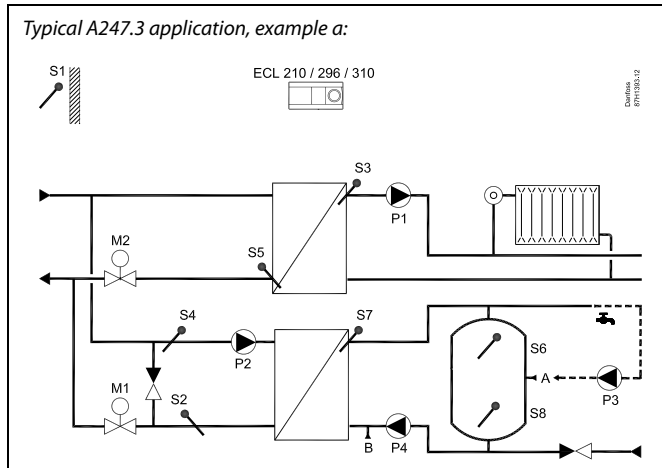 Typical A247.3 application, example a:
S1
ECL 210 / 296 / 310
Danfoss
87H1393.12
S3
P1
M2
S5
S4
S7
P2
S6
A
P3
M1
S2
S8
B
P4